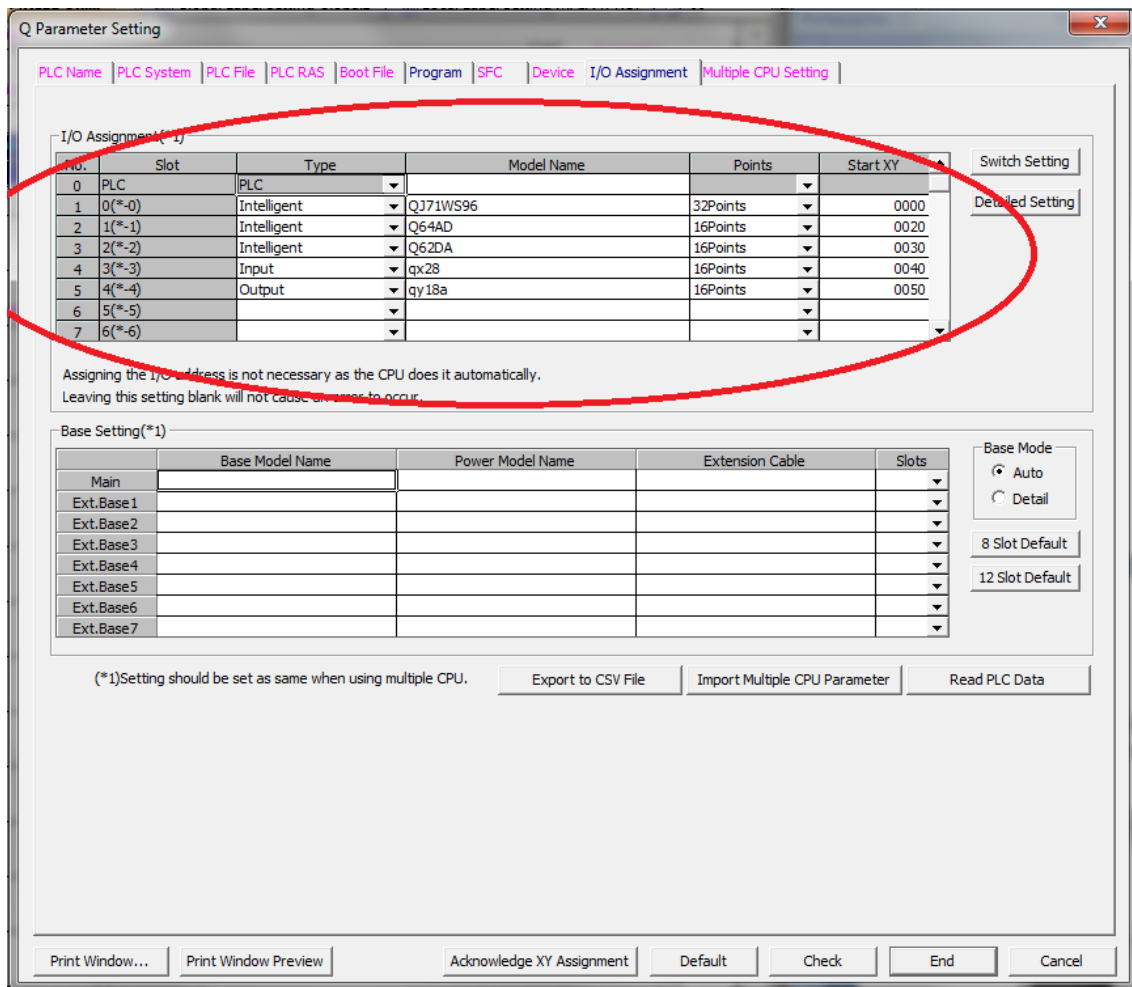 Q Parameter Setting
PLC Name PLC System PLC File PLC RAS Boot File Program SFC Device I/O Assignment Multiple CPU Setting
I/O Assignment(*1)
No. Slot Type Model Name Points Start XY
0 PLC PLC
1 0(*-0) Intelligent QJ71WS96 32Points 0000
2 1(*-1) Intelligent Q64AD 16Points 0020
3 2(*-2) Intelligent Q62DA 16Points 0030
4 3(*-3) Input qx28 16Points 0040
5 4(*-4) Output qy18a 16Points 0050
6 5(*-5)
7 6(*-6)
Switch Setting
Detailed Setting
Assigning the I/O address is not necessary as the CPU does it automatically.
Leaving this setting blank will not cause an error to occur.
Base Setting(*1)
Base Model Name Power Model Name Extension Cable Slots
Main
Ext.Base1
Ext.Base2
Ext.Base3
Ext.Base4
Ext.Base5
Ext.Base6
Ext.Base7
Base Mode
Auto
Detail
8 Slot Default
12 Slot Default
(*1)Setting should be set as same when using multiple CPU. Export to CSV File Import Multiple CPU Parameter Read PLC Data
Print Window... Print Window Preview Acknowledge XY Assignment Default Check End Cancel